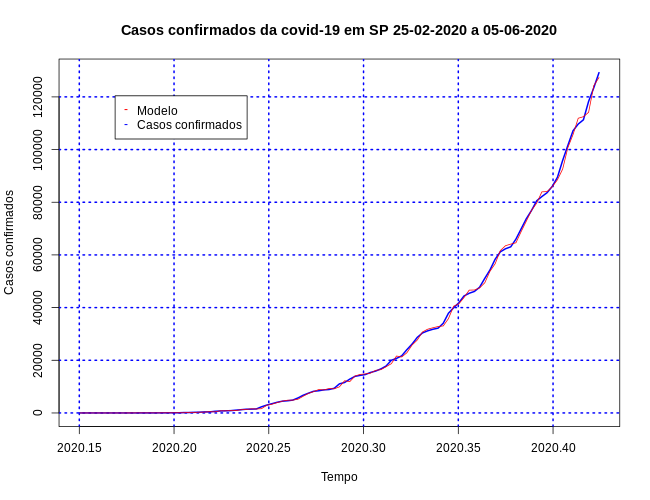 Casos confirmados da covid-19 em SP 25-02-2020 a 05-06-2020
Modelo
Casos confirmados
Casos confirmados
120000
100000
80000
60000
40000
20000
0
2020.15 2020.20 2020.25 2020.30 2020.35 2020.40
Tempo